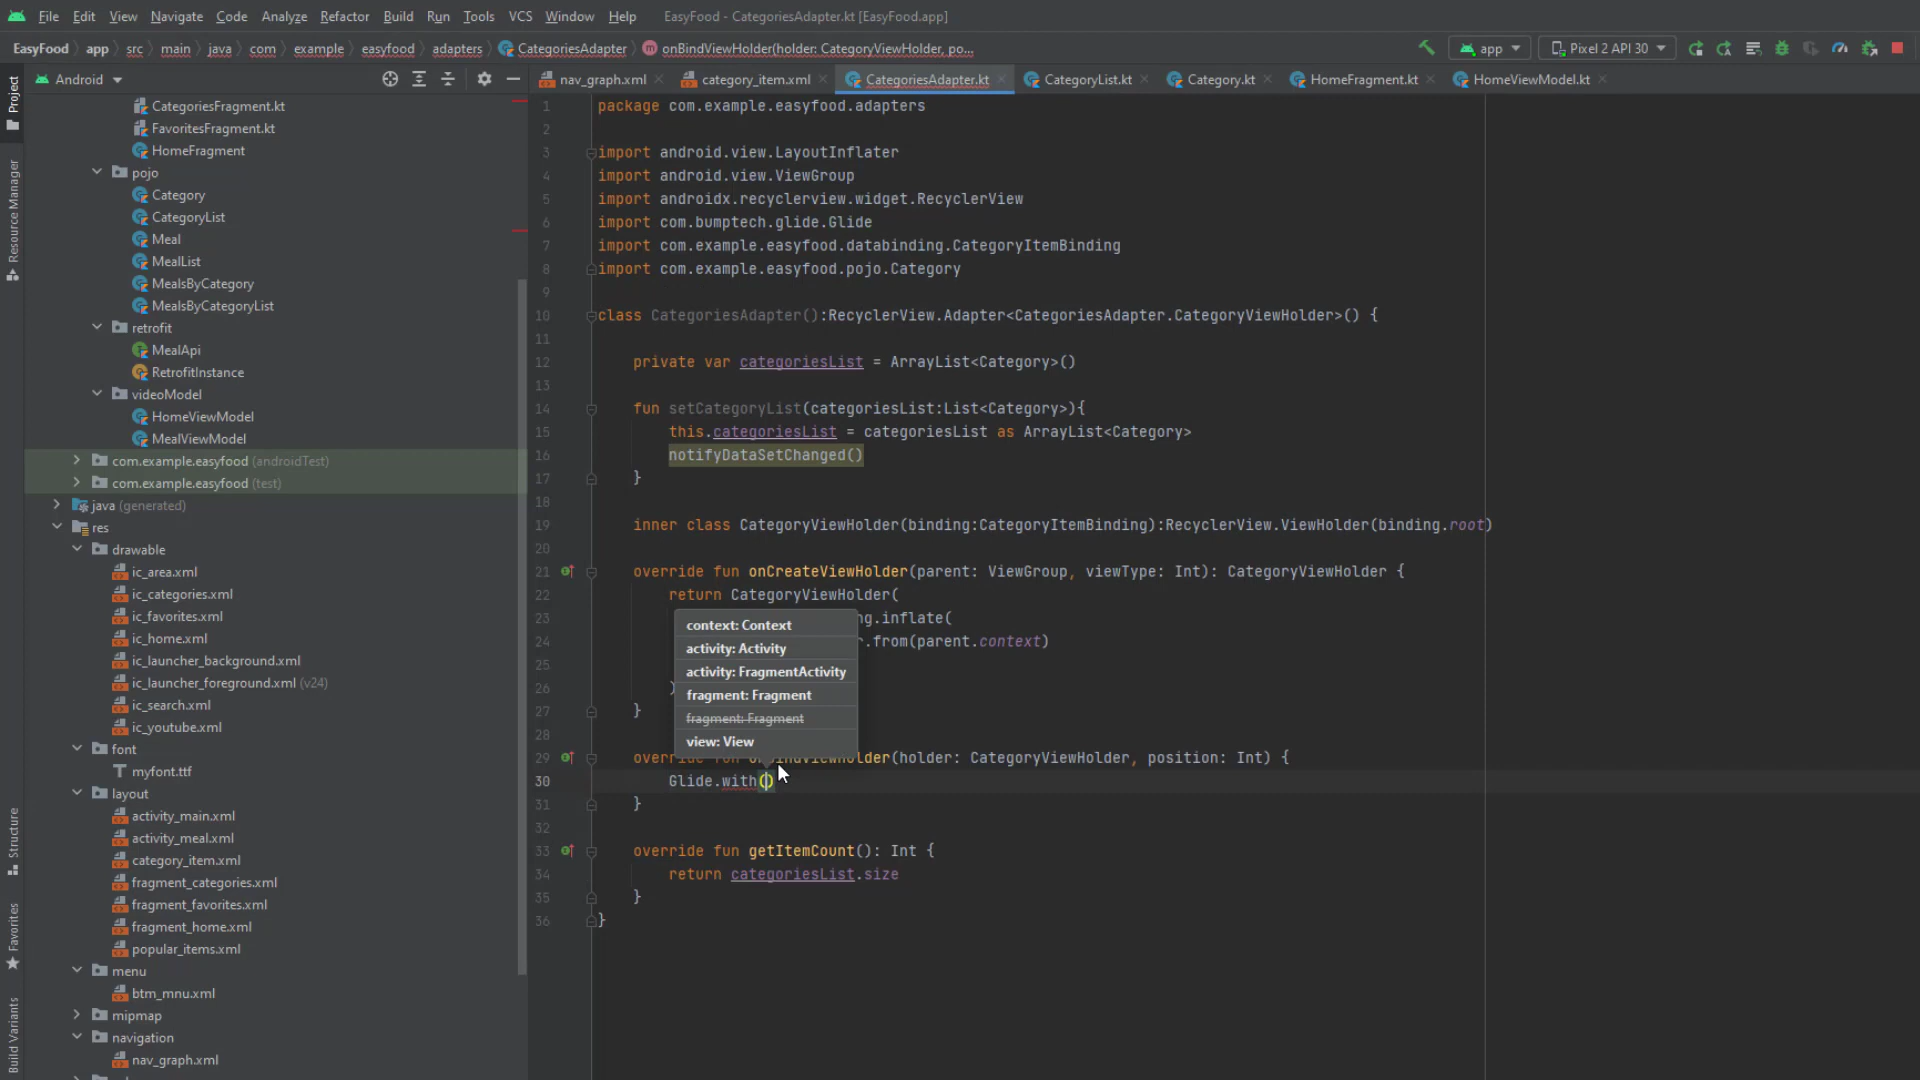 File Edit View Navigate Code Analyze Refactor Build Run Tools VCS Window Help EasyFood - CategoriesAdapter.kt [EasyFood.app]
EasyFood app src main java com example easyfood adapters CategoriesAdapter onBindViewHolder(holder: CategoryViewHolder, po... app Pixel 2 API 30
Android
nav_graph.xml category_item.xml CategoriesAdapter.kt CategoryList.kt Category.kt HomeFragment.kt HomeViewModel.kt
Project
Resource Manager
Structure
Favorites
Build Variants
CategoriesFragment.kt
FavoritesFragment.kt
HomeFragment
pojo
Category
CategoryList
Meal
MealList
MealsByCategory
MealsByCategoryList
retrofit
MealApi
RetrofitInstance
videoModel
HomeViewModel
MealViewModel
com.example.easyfood (androidTest)
com.example.easyfood (test)
java (generated)
res
drawable
ic_area.xml
ic_categories.xml
ic_favorites.xml
ic_home.xml
ic_launcher_background.xml
ic_launcher_foreground.xml (v24)
ic_search.xml
ic_youtube.xml
font
myfont.ttf
layout
activity_main.xml
activity_meal.xml
category_item.xml
fragment_categories.xml
fragment_favorites.xml
fragment_home.xml
popular_items.xml
menu
btm_mnu.xml
mipmap
navigation
nav_graph.xml
1 package com.example.easyfood.adapters
2
3 import android.view.LayoutInflater
4 import android.view.ViewGroup
5 import androidx.recyclerview.widget.RecyclerView
6 import com.bumptech.glide.Glide
7 import com.example.easyfood.databinding.CategoryItemBinding
8 import com.example.easyfood.pojo.Category
9
10 class CategoriesAdapter():RecyclerView.Adapter<CategoriesAdapter.CategoryViewHolder>() {
11
12 private var categoriesList = ArrayList<Category>()
13
14 fun setCategoryList(categoriesList:List<Category>){
15 this.categoriesList = categoriesList as ArrayList<Category>
16 notifyDataSetChanged()
17 }
18
19 inner class CategoryViewHolder(binding:CategoryItemBinding):RecyclerView.ViewHolder(binding.root)
20
21 override fun onCreateViewHolder(parent: ViewGroup, viewType: Int): CategoryViewHolder {
22 return CategoryViewHolder(
23 ng.inflate(
24 r.from(parent.context)
25
26 )
27 }
28
29 override fun onBindViewHolder(holder: CategoryViewHolder, position: Int) {
30 Glide.with()
31 }
32
33 override fun getItemCount(): Int {
34 return categoriesList.size
35 }
36 }
context: Context
activity: Activity
activity: FragmentActivity
fragment: Fragment
fragment: Fragment
view: View